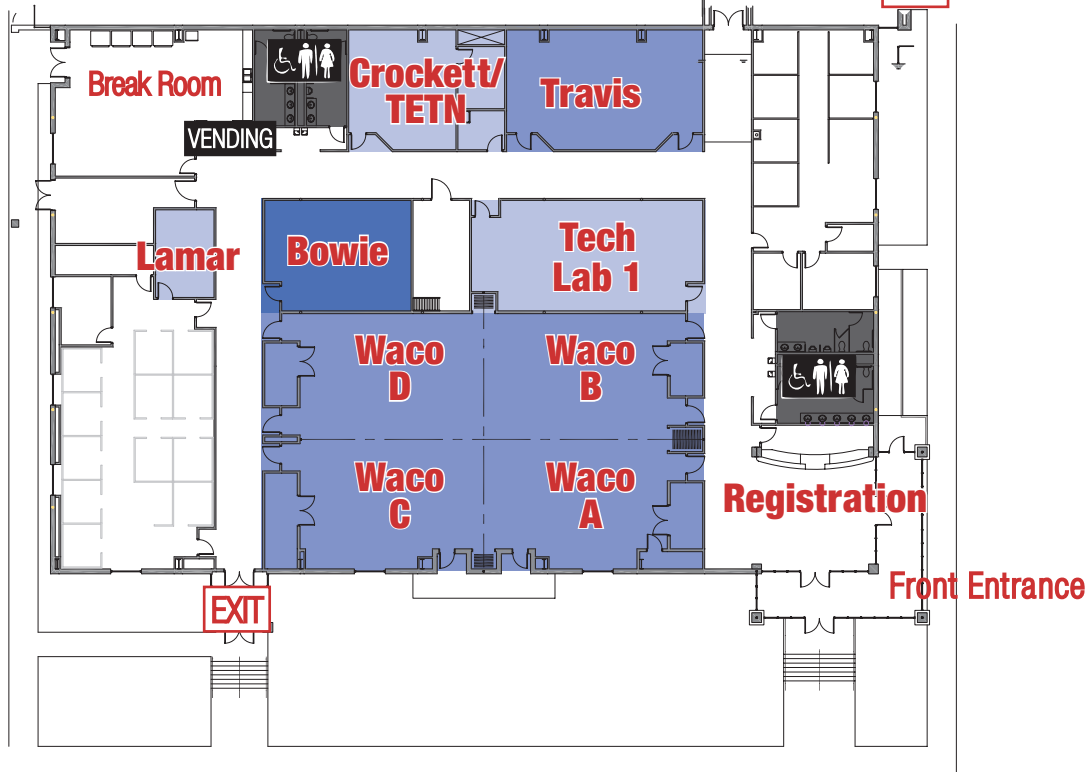 Break Room
Crockett/
TETN
Travis
VENDING
Lamar
Bowie
Tech
Lab 1
Waco
D
Waco
B
Waco
C
Waco
A
Registration
Front Entrance
EXIT